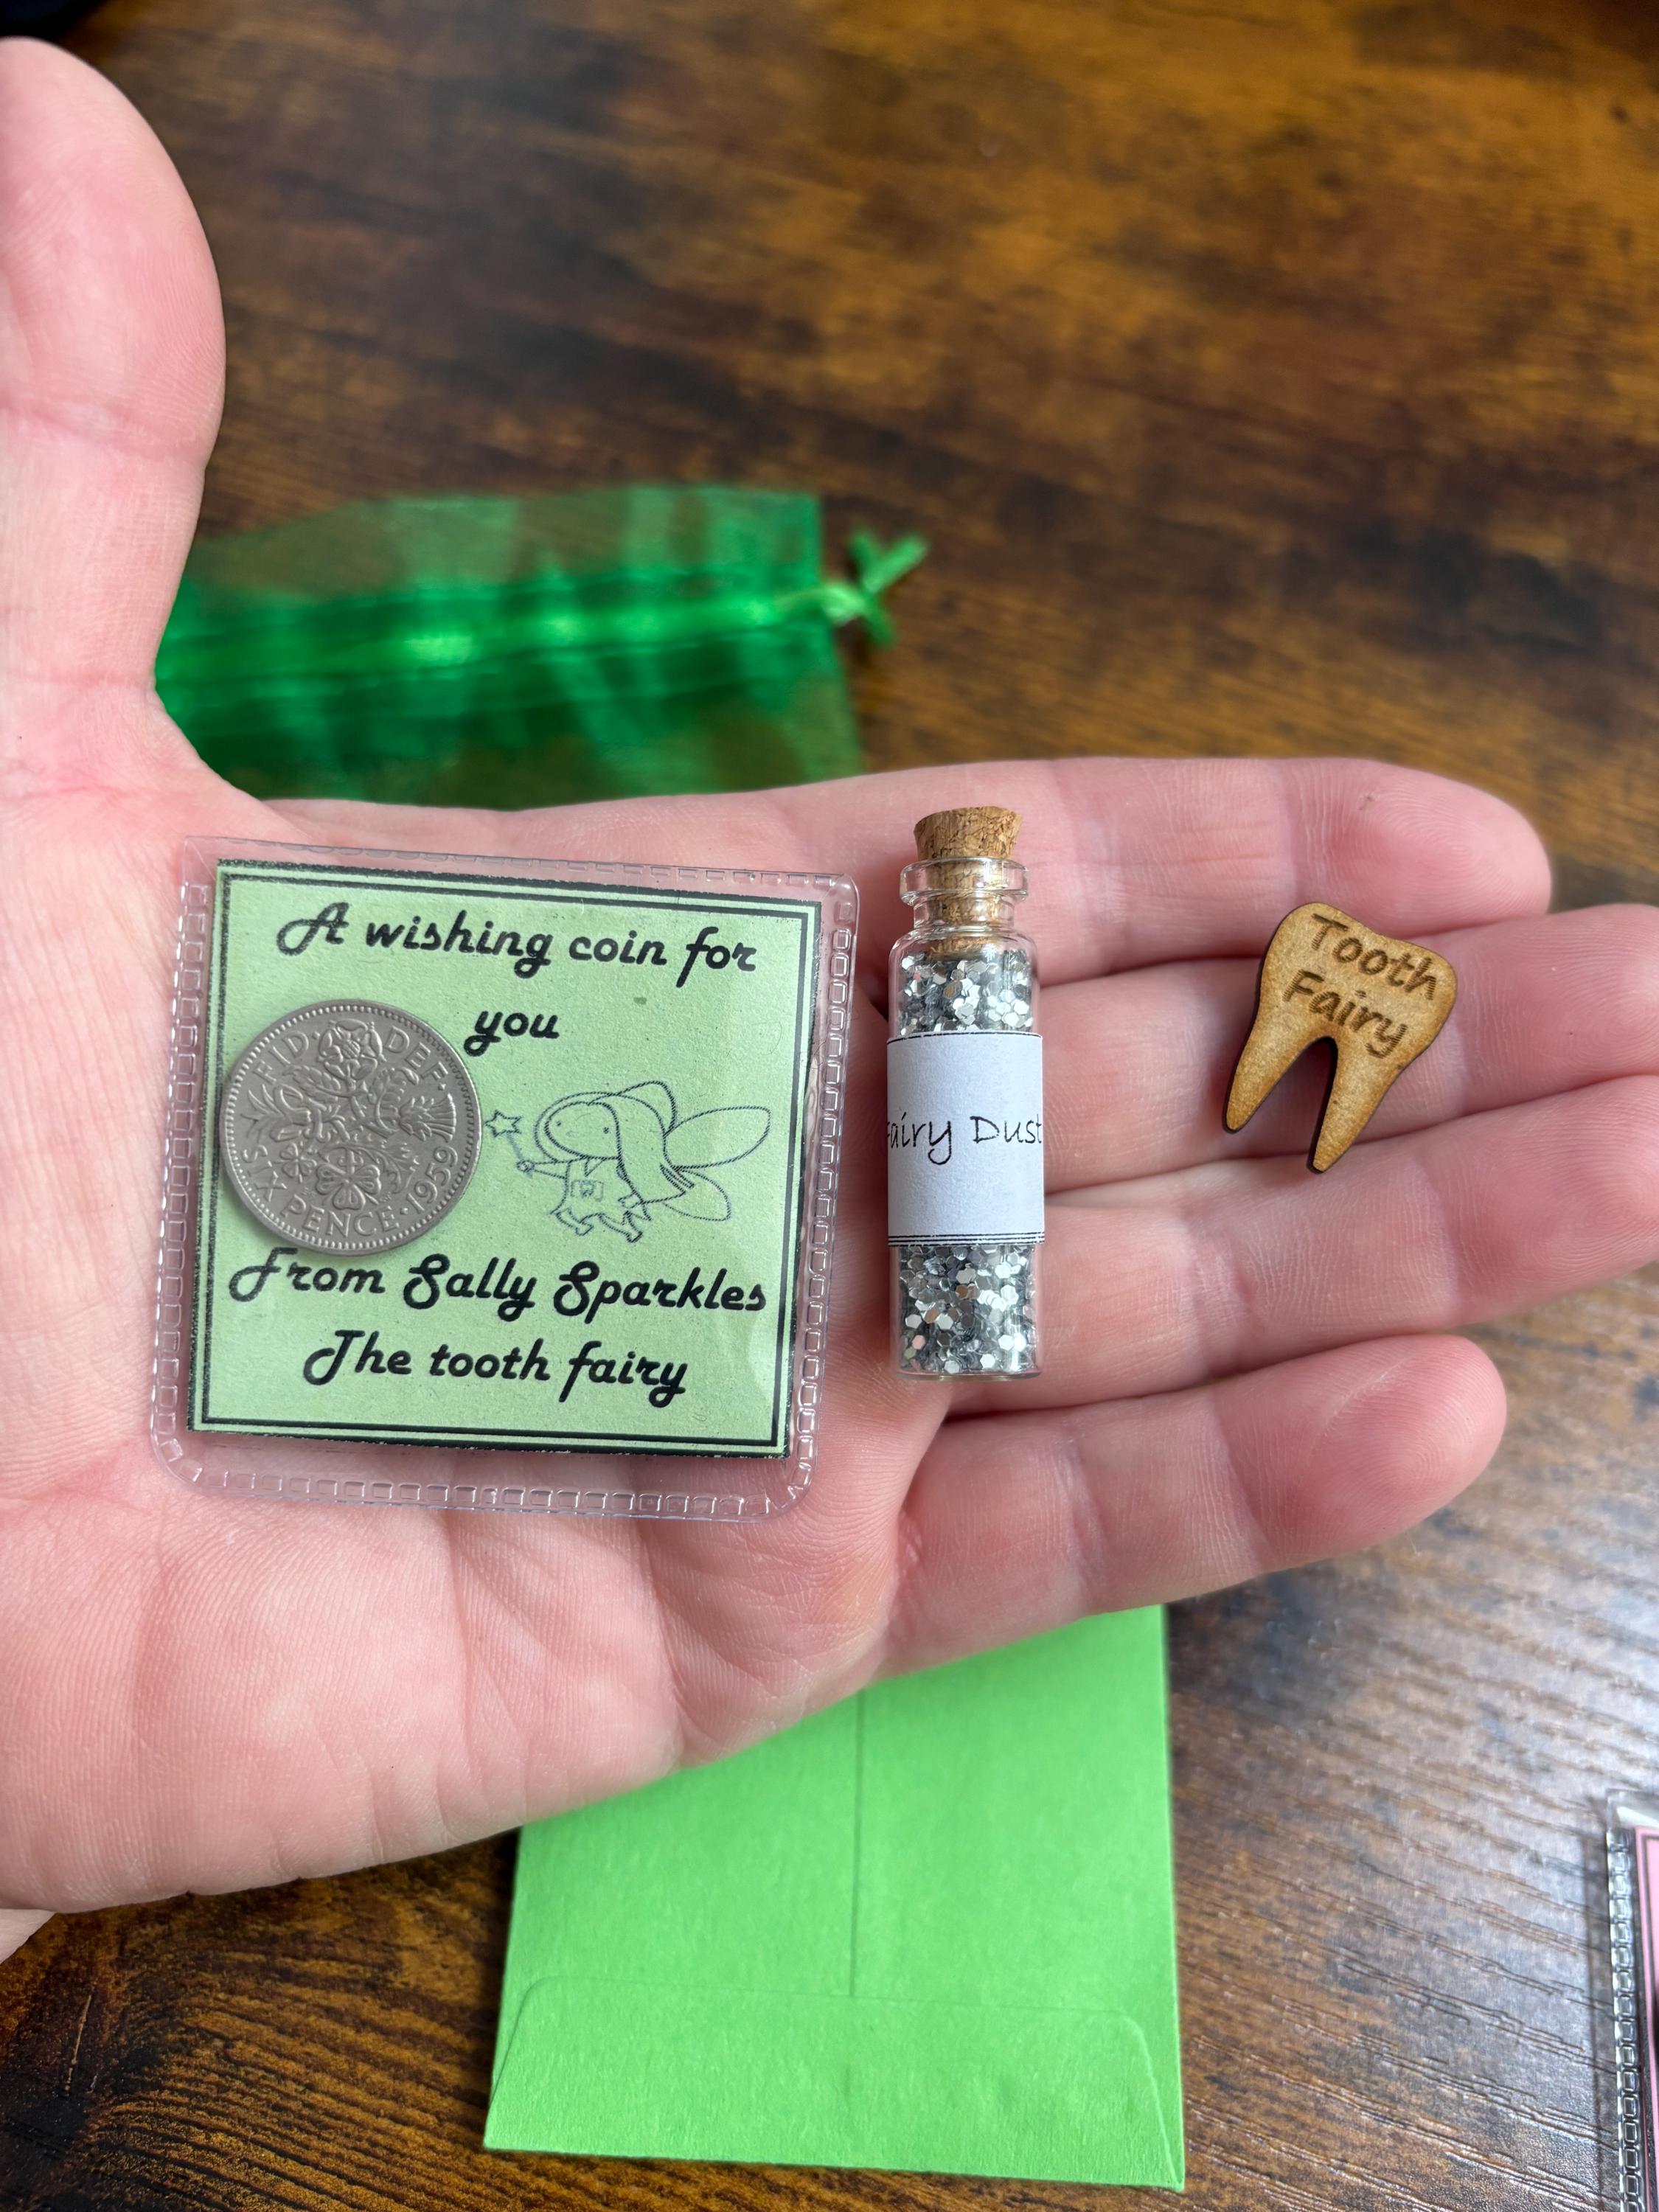 A wishing coin for
you
FID · DEF ·
SIX PENCE · 1959
From Sally Sparkles
The tooth fairy
Fairy Dust
Tooth
Fairy